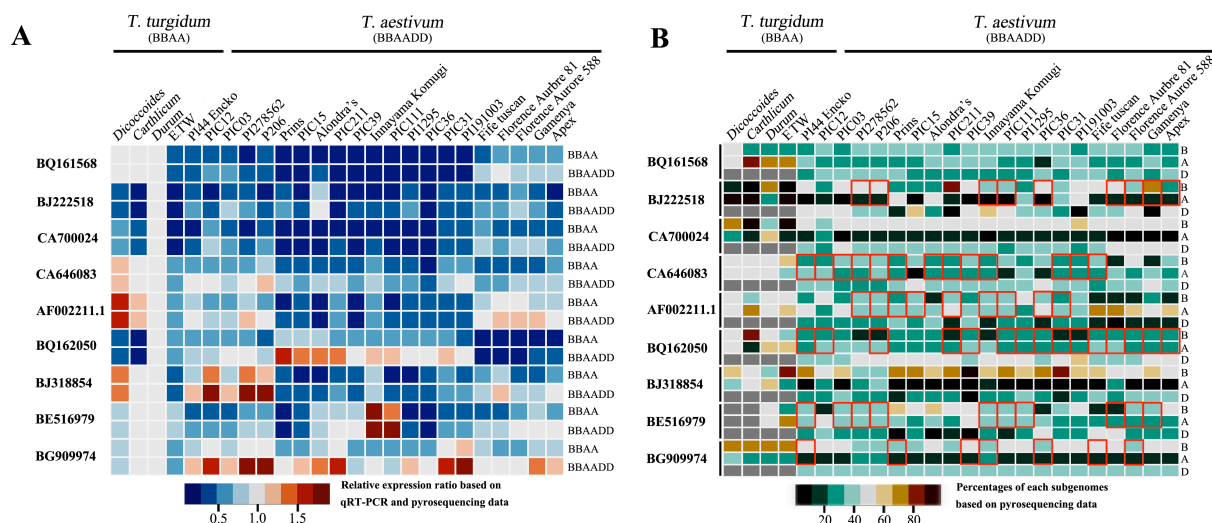 A
T. turgidum
(BBAA)
T. aestivum
(BBAADD)
Dicoccoides
Carthlicum
Durum
ETW
PI44 Encko
PIC12
PIC03
PI278562
P206
Prins
PIC15
Alondra's
PIC211
PIC39
Innayama Komugi
PIC111
PI1295
PIC36
PIC31
PI191003
Fife tuscan
Florence Aurbre 81
Florence Aurore 588
Gamenya
Apex
BQ161568
BBAA
BBAADD
BJ222518
BBAA
BBAADD
CA700024
BBAA
BBAADD
CA646083
BBAA
BBAADD
AF002211.1
BBAA
BBAADD
BQ162050
BBAA
BBAADD
BJ318854
BBAA
BBAADD
BE516979
BBAA
BBAADD
BG909974
BBAA
BBAADD
0.5 1.0 1.5
Relative expression ratio based on
qRT-PCR and pyrosequencing data
B
T. turgidum
(BBAA)
T. aestivum
(BBAADD)
Dicoccoides
Carthlicum
Durum
ETW
PI44 Encko
PIC12
PIC03
PI278562
P206
Prins
PIC15
Alondra's
PIC211
PIC39
Innayama Komugi
PIC111
PI1295
PIC36
PIC31
PI191003
Fife tuscan
Florence Aurbre 81
Florence Aurore 588
Gamenya
Apex
BQ161568
B
A
D
BJ222518
B
A
D
CA700024
B
A
D
CA646083
B
A
D
AF002211.1
B
A
D
BQ162050
B
A
D
BJ318854
B
A
D
BE516979
B
A
D
BG909974
B
A
D
20 40 60 80
Percentages of each subgenomes
based on pyrosequencing data